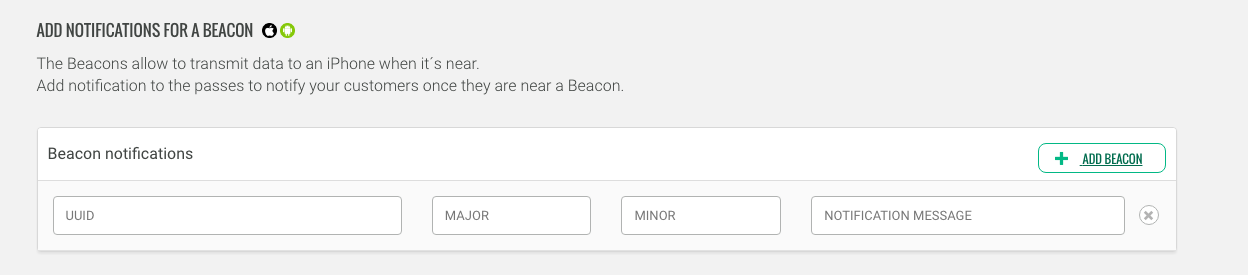 ADD NOTIFICATIONS FOR A BEACON
The Beacons allow to transmit data to an iPhone when it´s near.
Add notification to the passes to notify your customers once they are near a Beacon.
Beacon notifications
ADD BEACON
UUID
MAJOR
MINOR
NOTIFICATION MESSAGE